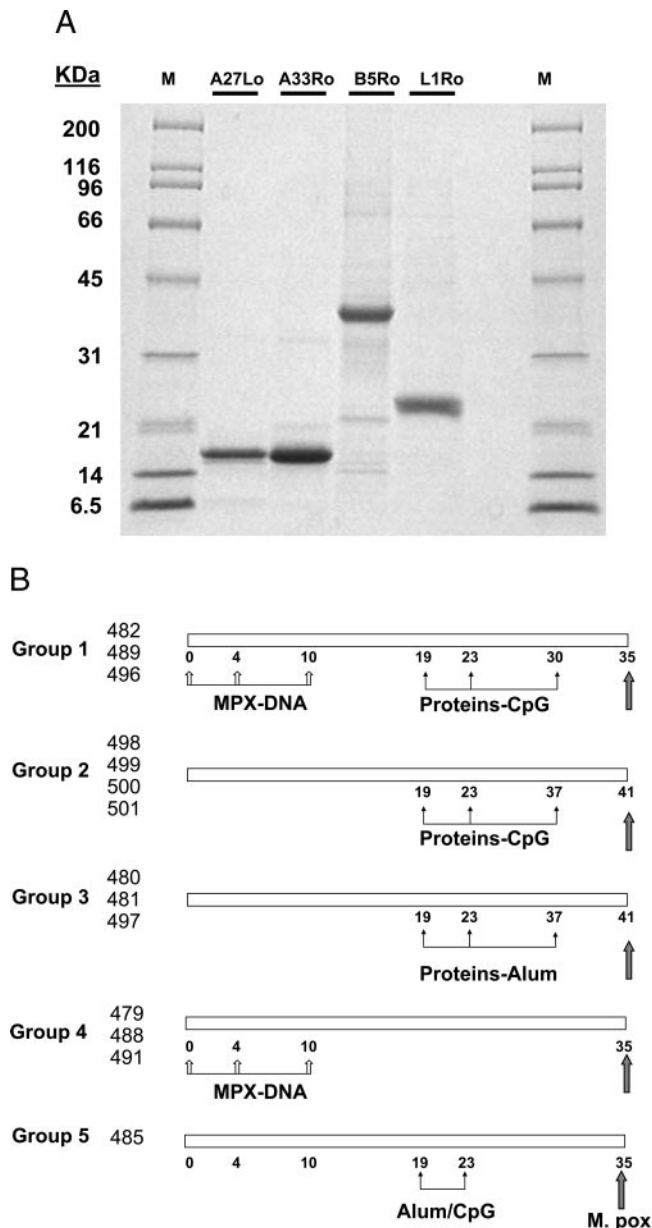 A
KDa M A27Lo A33Ro B5Ro L1Ro M
200
116
96
66
45
31
21
14
6.5
B
Group 1 482
489
496
0 4 10 19 23 30 35
MPX-DNA Proteins-CpG
Group 2 498
499
500
501
19 23 37 41
Proteins-CpG
Group 3 480
481
497
19 23 37 41
Proteins-Alum
Group 4 479
488
491
0 4 10 35
MPX-DNA
Group 5 485
0 4 10 19 23 35
Alum/CpG M. pox